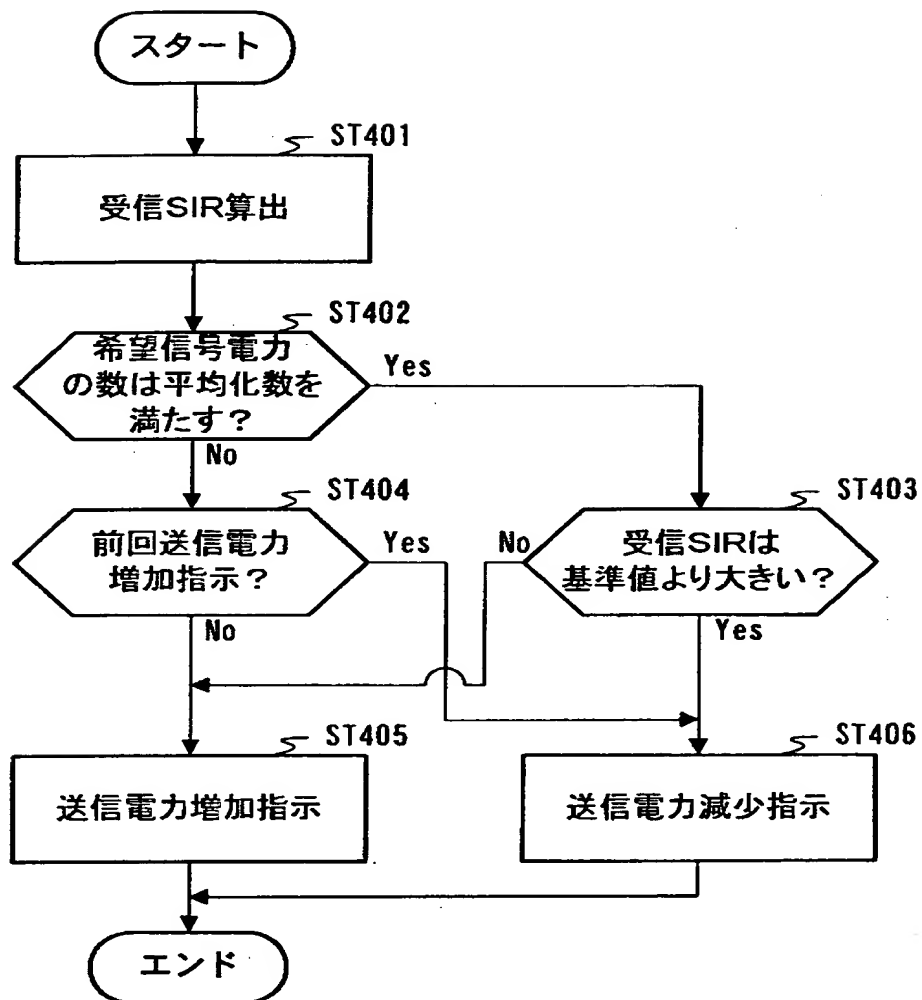 スタート
ST401
受信SIR算出
ST402
希望信号電力
の数は平均化数を
満たす？
Yes
No
ST404
前回送信電力
増加指示？
Yes
No
ST403
受信SIRは
基準値より大きい？
No
Yes
ST405
送信電力増加指示
ST406
送信電力減少指示
エンド